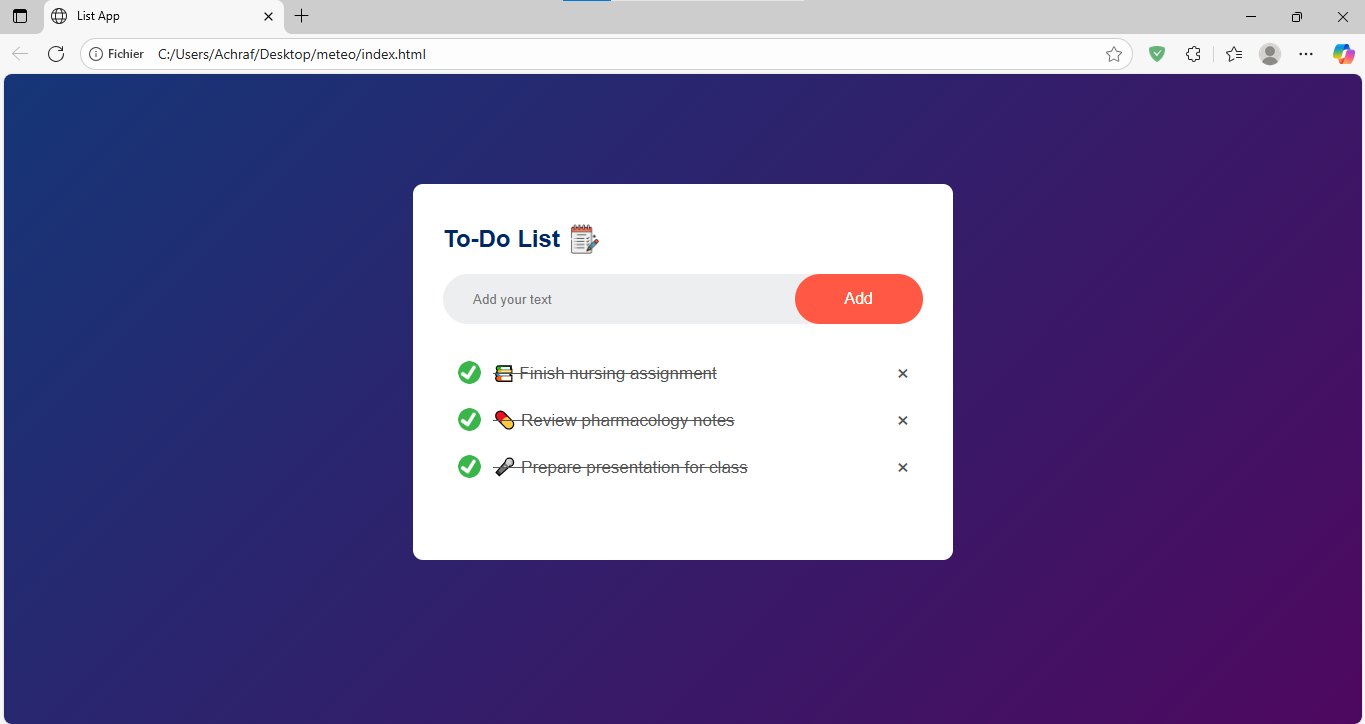 List App
Fichier C:/Users/Achraf/Desktop/meteo/index.html
To-Do List
Add your text Add
Finish nursing assignment
Review pharmacology notes
Prepare presentation for class